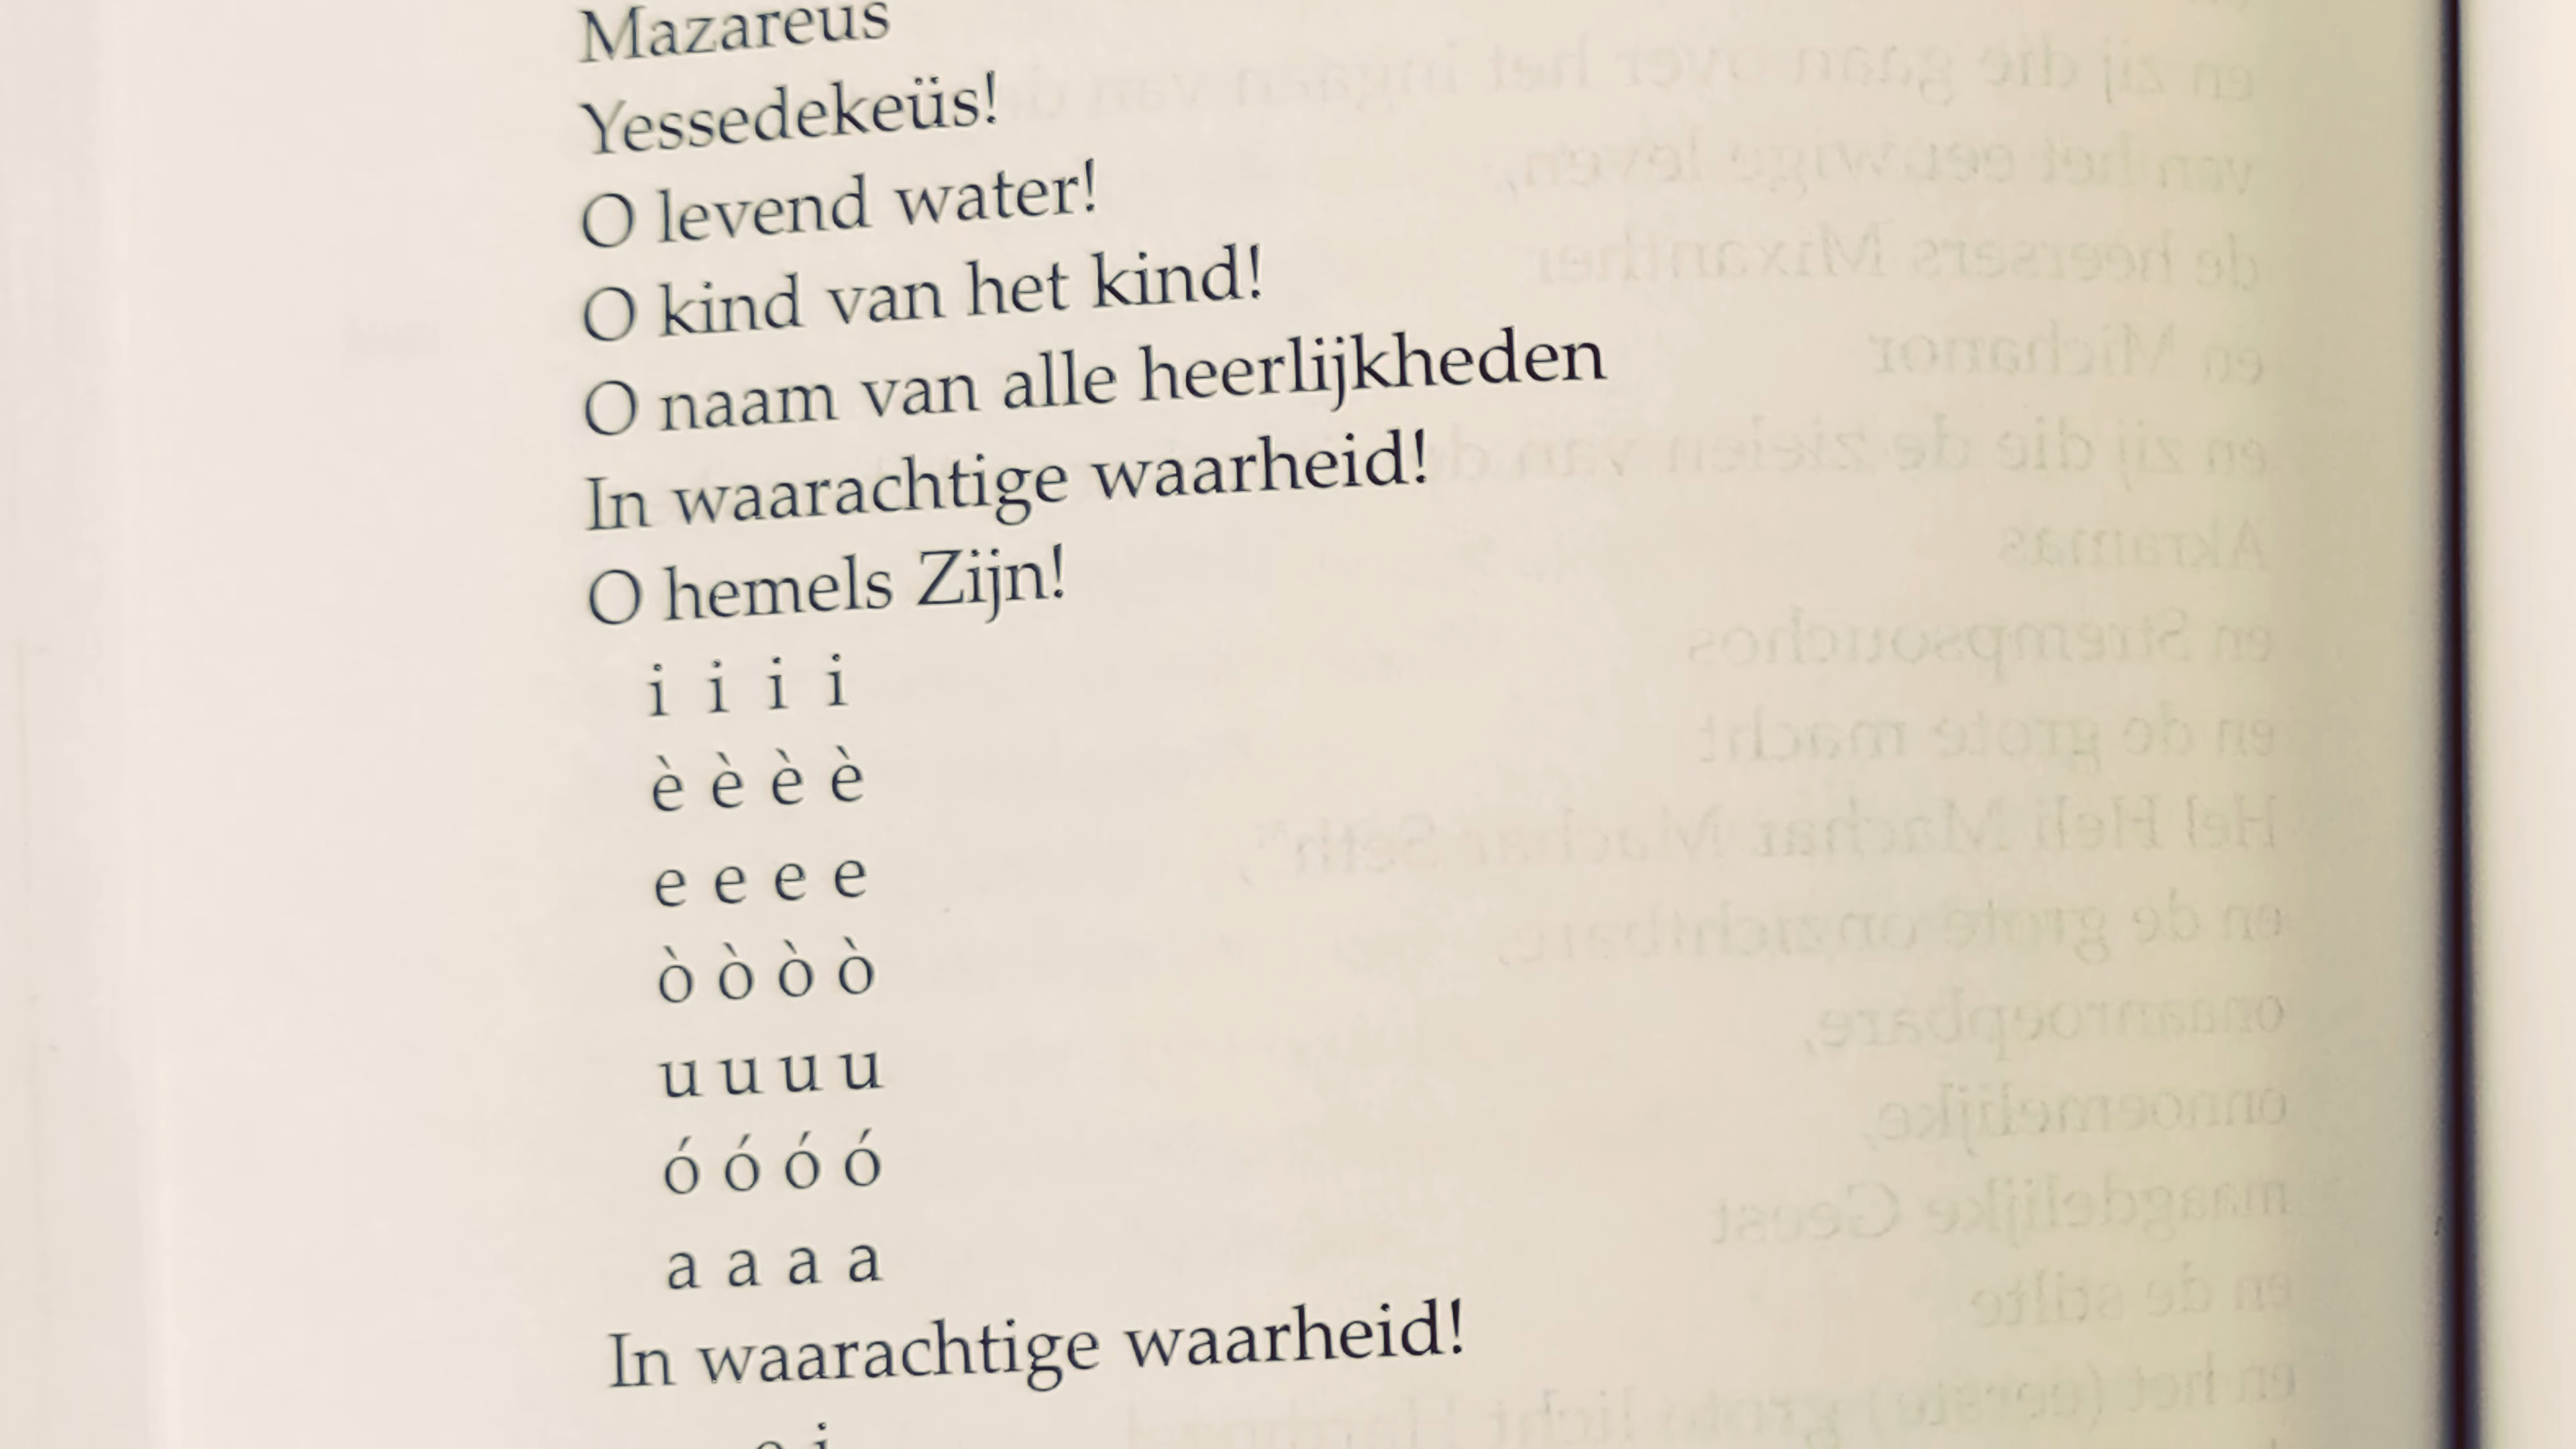 Mazareus
Yessedekeüs!
O levend water!
O kind van het kind!
O naam van alle heerlijkheden
In waarachtige waarheid!
O hemels Zijn!
i i i i
è è è è
e e e e
ò ò ò ò
u u u u
ó ó ó ó
a a a a
In waarachtige waarheid!